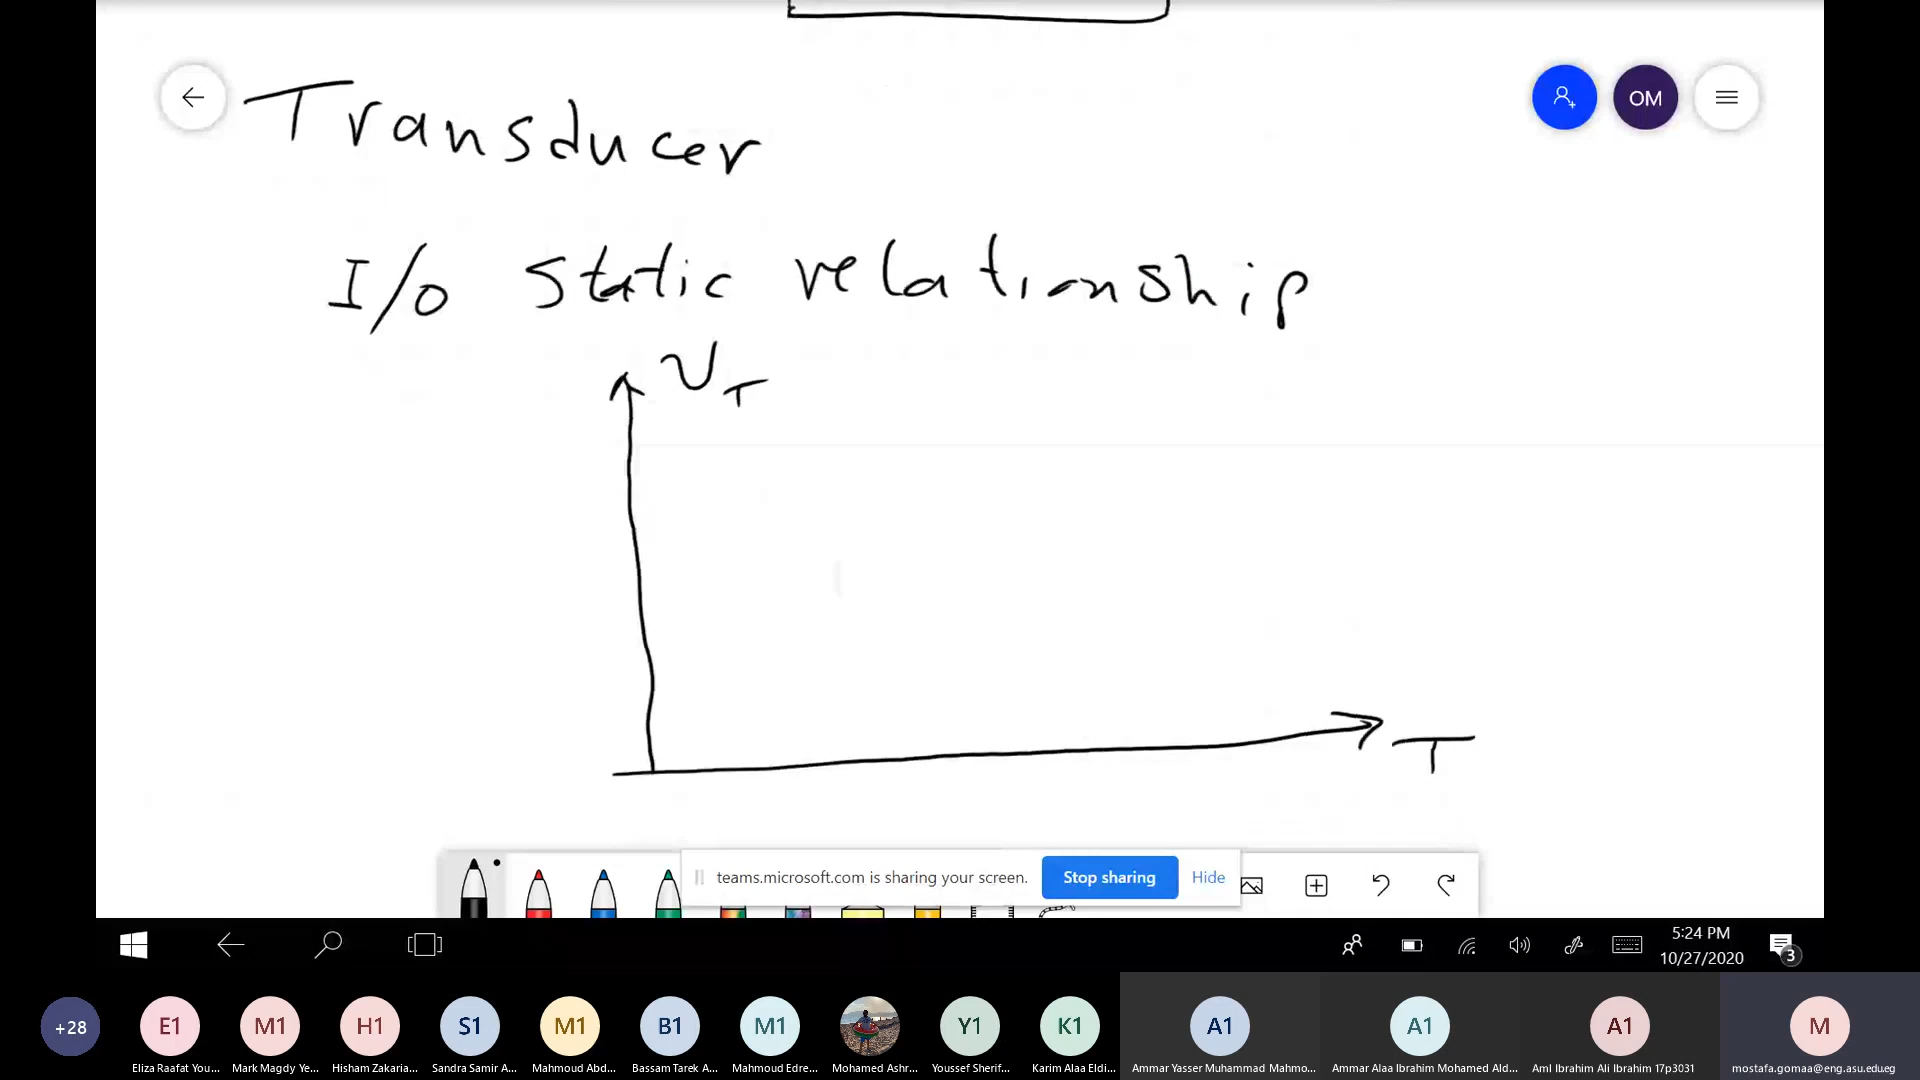 Transducer
OM
I/o static relationship
V_T
T
teams.microsoft.com is sharing your screen. Stop sharing Hide
5:24 PM
10/27/2020
3
+28 E1 M1 H1 S1 M1 B1 M1 Y1 K1 A1 A1 A1 M
Eliza Raafat You... Mark Magdy Ye... Hisham Zakaria... Sandra Samir A... Mahmoud Abd... Bassam Tarek A... Mahmoud Edre... Mohamed Ashr... Youssef Sherif... Karim Alaa Eldi... Ammar Yasser Muhammad Mahmo... Ammar Alaa Ibrahim Mohamed Ald... Aml Ibrahim Ali Ibrahim 17p3031 mostafa.gomaa@eng.asu.edu.eg